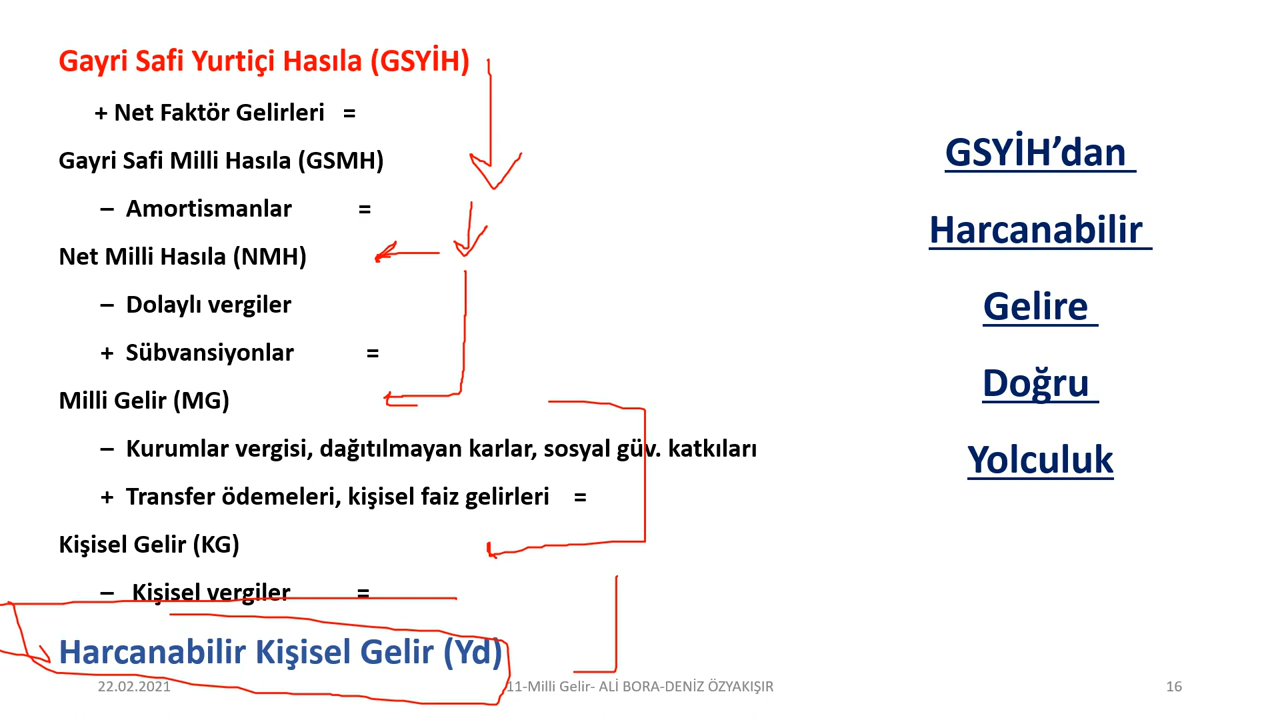 Gayri Safi Yurtiçi Hasıla (GSYİH)
+ Net Faktör Gelirleri =
Gayri Safi Milli Hasıla (GSMH)
– Amortismanlar =
Net Milli Hasıla (NMH)
– Dolaylı vergiler
+ Sübvansiyonlar =
Milli Gelir (MG)
– Kurumlar vergisi, dağıtılmayan karlar, sosyal güv. katkıları
+ Transfer ödemeleri, kişisel faiz gelirleri =
Kişisel Gelir (KG)
– Kişisel vergiler =
Harcanabilir Kişisel Gelir (Yd)
GSYİH’dan
Harcanabilir
Gelire
Doğru
Yolculuk
22.02.2021
11-Milli Gelir- ALİ BORA-DENİZ ÖZYAKIŞIR
16